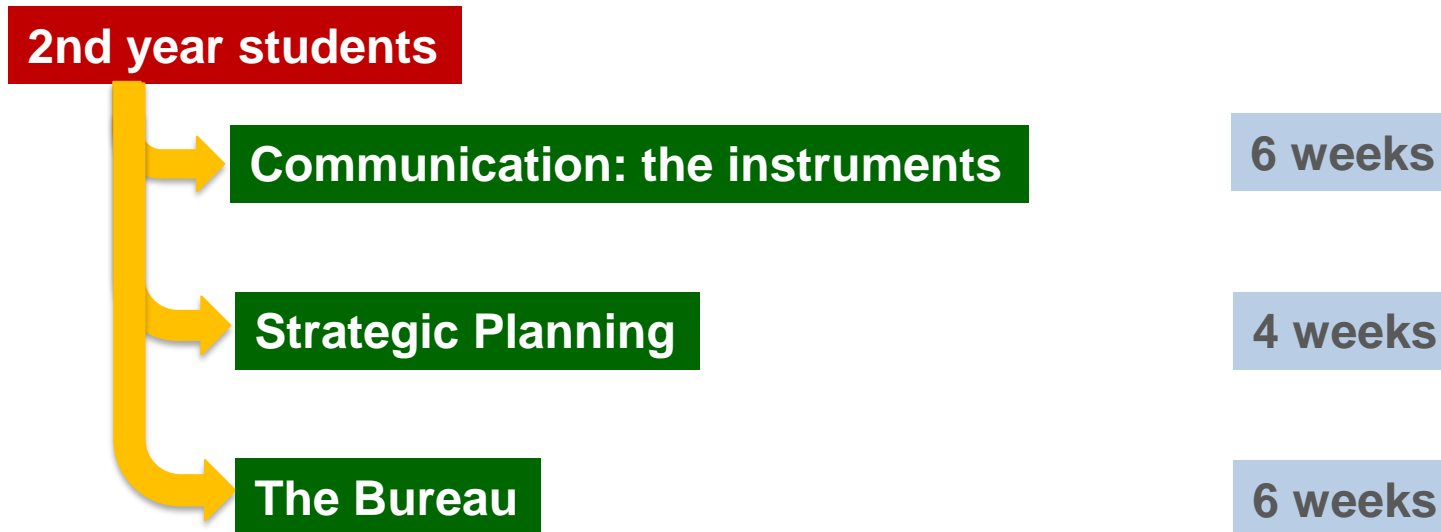 2nd year students
Communication: the instruments
6 weeks
Strategic Planning
4 weeks
The Bureau
6 weeks